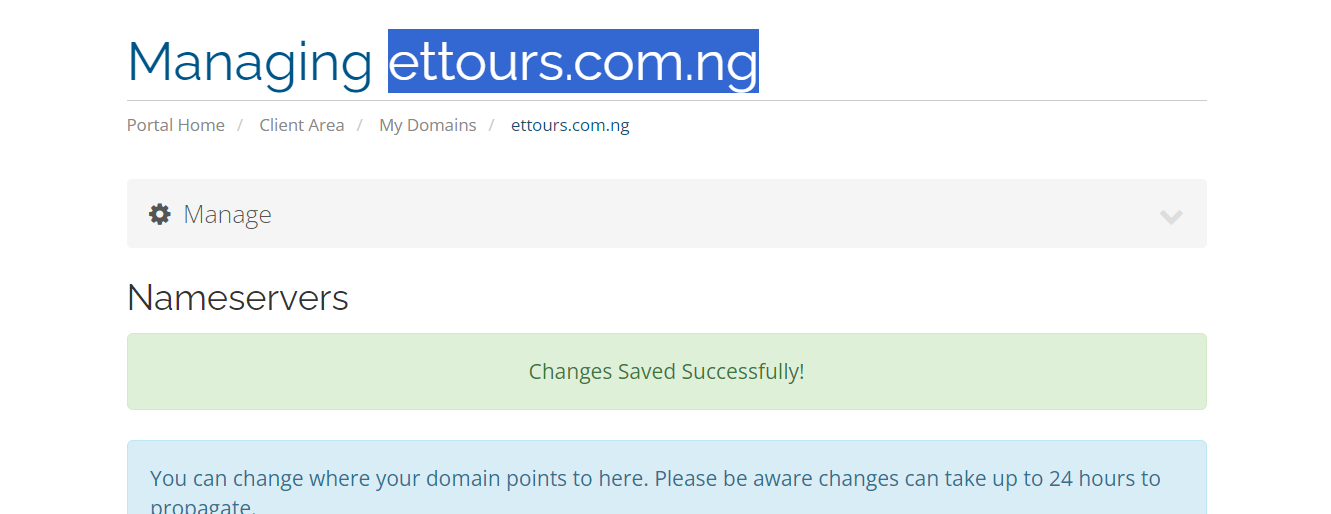 Managing ettours.com.ng
Portal Home / Client Area / My Domains / ettours.com.ng
Manage
Nameservers
Changes Saved Successfully!
You can change where your domain points to here. Please be aware changes can take up to 24 hours to
propagate.